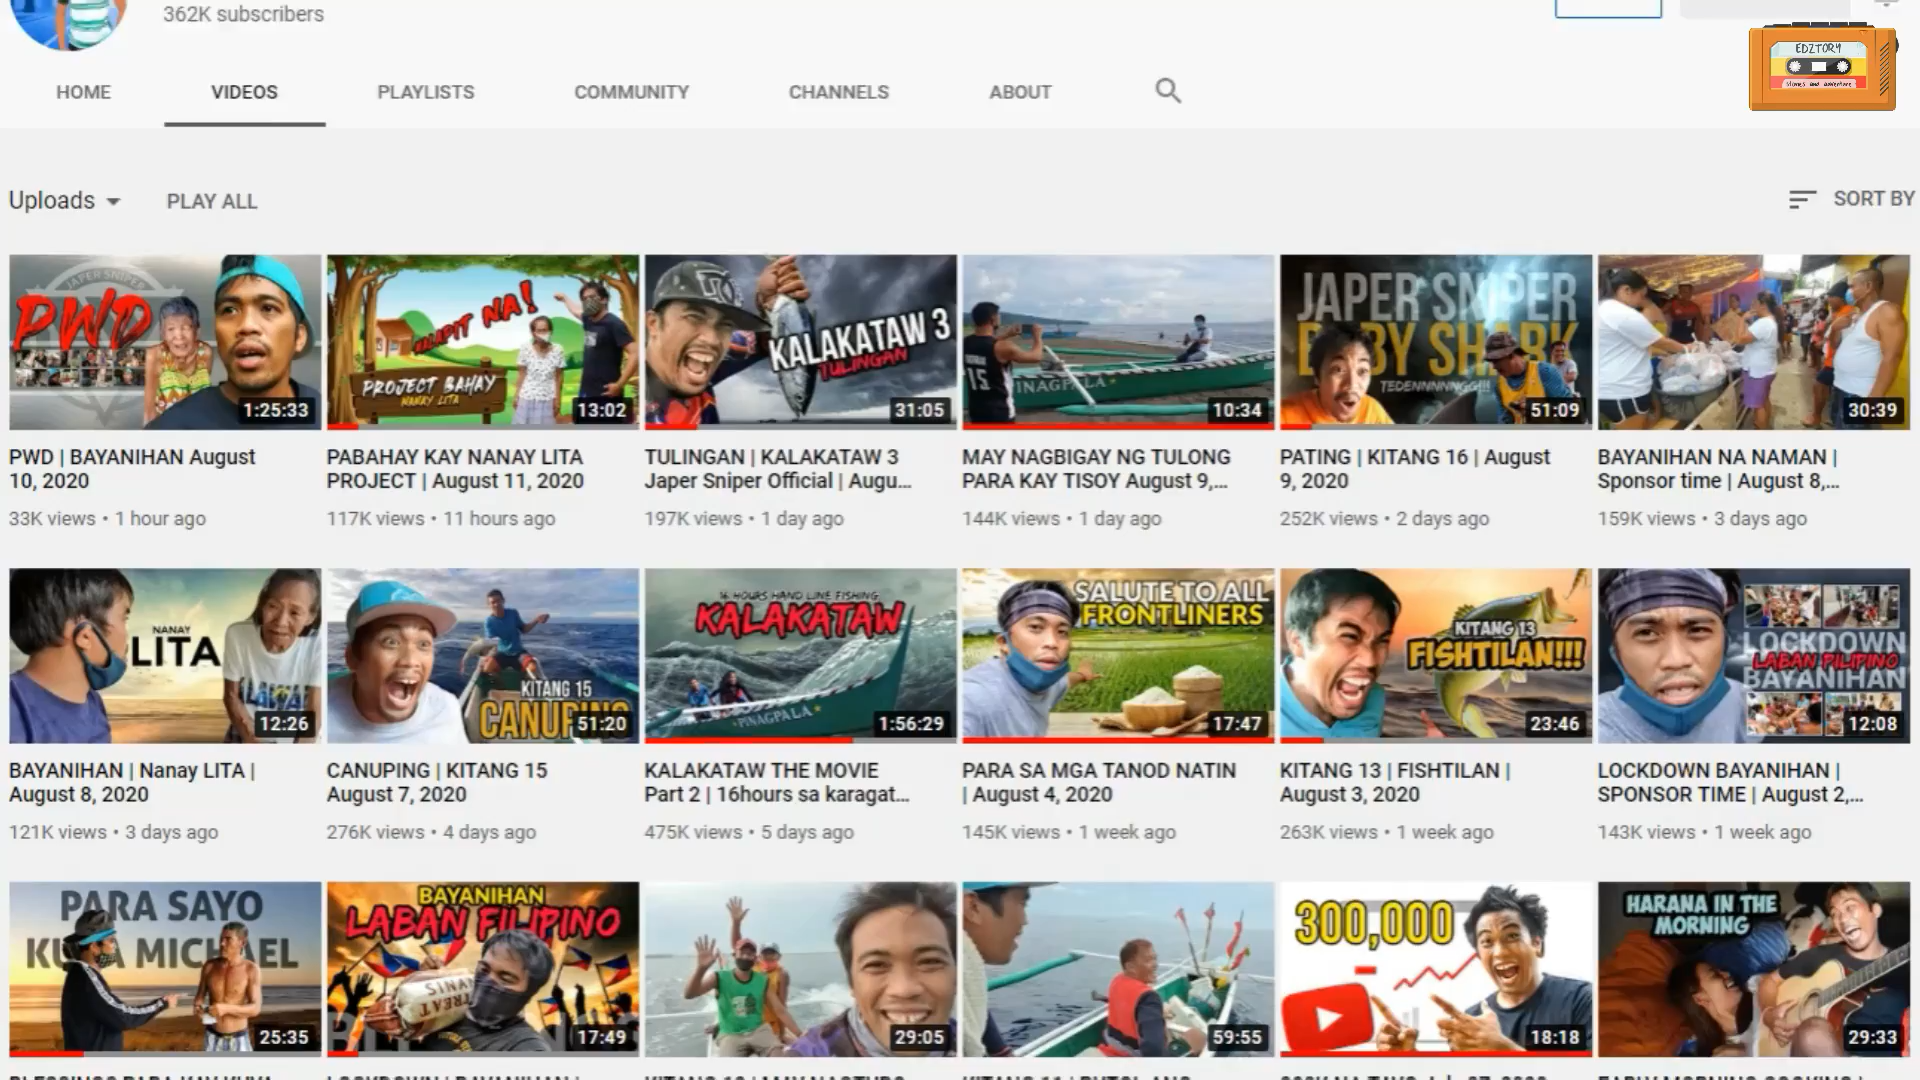 362K subscribers
EDZTORY
Stories and Adventure
HOME VIDEOS PLAYLISTS COMMUNITY CHANNELS ABOUT
Uploads PLAY ALL SORT BY
JAPER SNIPER
PWD
1:25:33
MALAPIT NA!
PROJECT BAHAY
NANAY LITA
13:02
KALAKATAW 3
TULINGAN
31:05
15
PINAGPALA
10:34
JAPER SNIPER
BABY SHARK
TEDENNNNNGG!!!
51:09
30:39
PWD | BAYANIHAN August
10, 2020
33K views • 1 hour ago
PABAHAY KAY NANAY LITA
PROJECT | August 11, 2020
117K views • 11 hours ago
TULINGAN | KALAKATAW 3
Japer Sniper Official | Augu...
197K views • 1 day ago
MAY NAGBIGAY NG TULONG
PARA KAY TISOY August 9,...
144K views • 1 day ago
PATING | KITANG 16 | August
9, 2020
252K views • 2 days ago
BAYANIHAN NA NAMAN |
Sponsor time | August 8,...
159K views • 3 days ago
NANAY
LITA
12:26
KITANG 15
CANUPING
51:20
16 HOURS HAND LINE FISHING
KALAKATAW
PINAGPALA
1:56:29
SALUTE TO ALL
FRONTLINERS
17:47
KITANG 13
FISHTILAN!!!
23:46
LOCKDOWN
LABAN PILIPINO
BAYANIHAN
12:08
BAYANIHAN | Nanay LITA |
August 8, 2020
121K views • 3 days ago
CANUPING | KITANG 15
August 7, 2020
276K views • 4 days ago
KALAKATAW THE MOVIE
Part 2 | 16hours sa karagat...
475K views • 5 days ago
PARA SA MGA TANOD NATIN
| August 4, 2020
145K views • 1 week ago
KITANG 13 | FISHTILAN |
August 3, 2020
263K views • 1 week ago
LOCKDOWN BAYANIHAN |
SPONSOR TIME | August 2,...
143K views • 1 week ago
PARA SAYO
KUYA MICHAEL
25:35
BAYANIHAN
LABAN FILIPINO
17:49
29:05
59:55
300,000
18:18
HARANA IN THE
MORNING
29:33